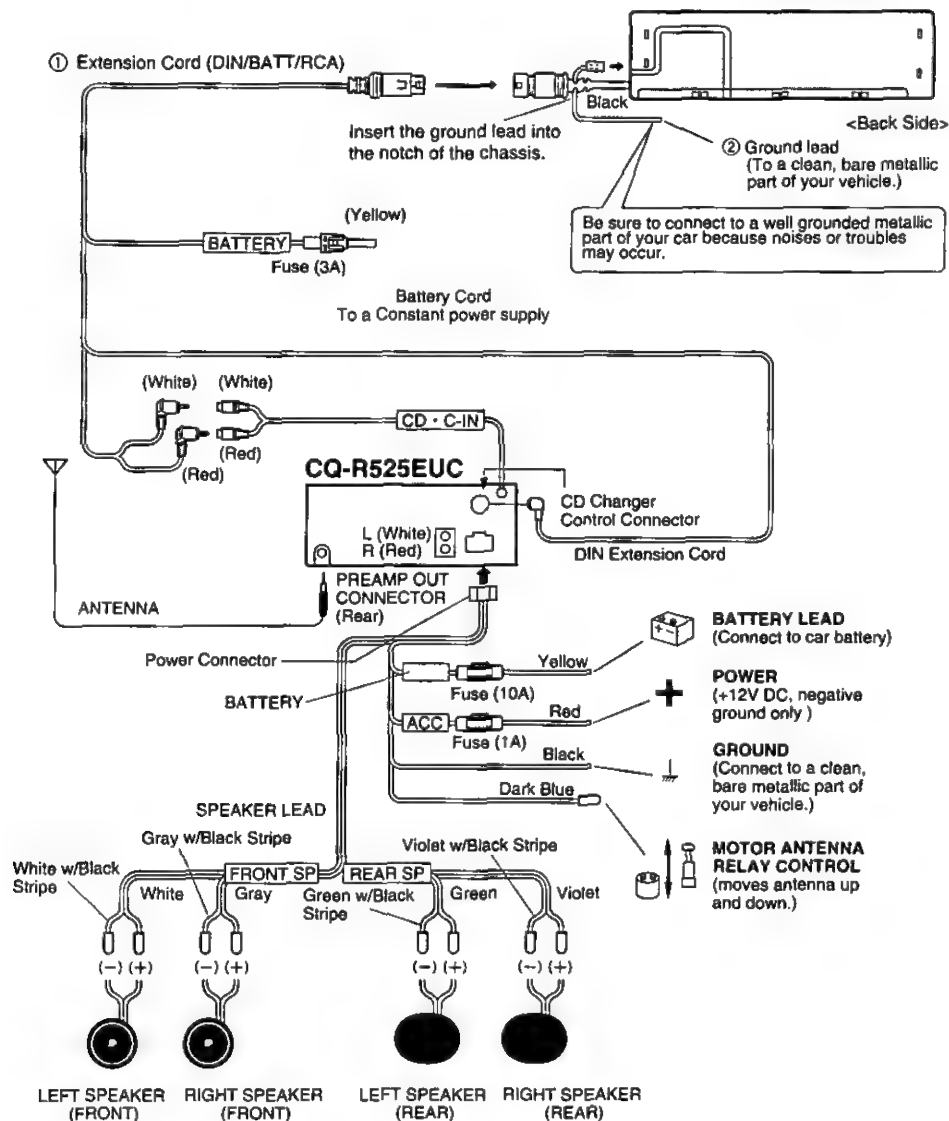 ① Extension Cord (DIN/BATT/RCA)
Black
Insert the ground lead into
the notch of the chassis.
<Back Side>
② Ground lead
(To a clean, bare metallic
part of your vehicle.)
Be sure to connect to a well grounded metallic
part of your car because noises or troubles
may occur.
(Yellow)
BATTERY
Fuse (3A)
Battery Cord
To a Constant power supply
(White)
(White)
CD • C-IN
(Red)
(Red)
CQ-R525EUC
CD Changer
Control Connector
L (White)
R (Red)
DIN Extension Cord
PREAMP OUT
CONNECTOR
(Rear)
ANTENNA
Power Connector
BATTERY
Yellow
Fuse (10A)
BATTERY LEAD
(Connect to car battery)
ACC
Red
Fuse (1A)
POWER
(+12V DC, negative
ground only )
Black
GROUND
(Connect to a clean,
bare metallic part of
your vehicle.)
Dark Blue
MOTOR ANTENNA
RELAY CONTROL
(moves antenna up
and down.)
SPEAKER LEAD
Gray w/Black Stripe
Violet w/Black Stripe
White w/Black
Stripe
White
FRONT SP
Gray
REAR SP
Green w/Black
Stripe
Green
Violet
(−) (+)
(−) (+)
(−) (+)
(−) (+)
LEFT SPEAKER
(FRONT)
RIGHT SPEAKER
(FRONT)
LEFT SPEAKER
(REAR)
RIGHT SPEAKER
(REAR)